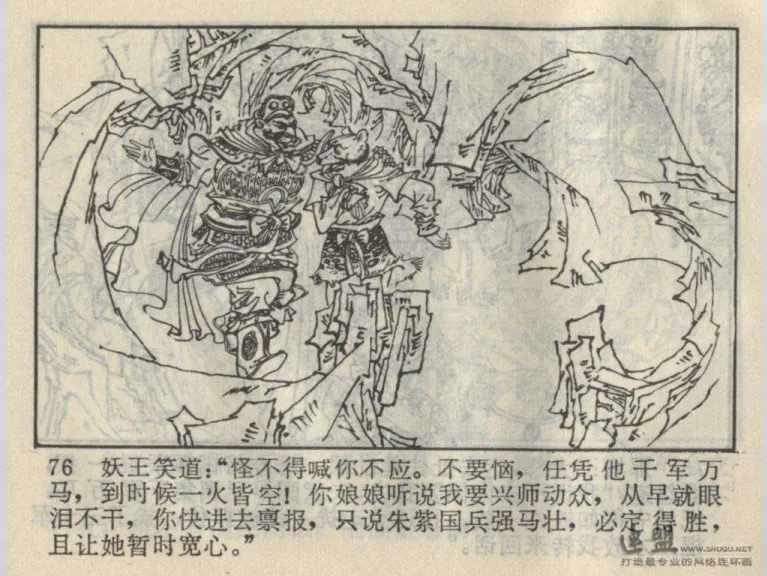 76 妖王笑道:“怪不得喊你不应。不要恼,任凭他千军万
马,到时候一火皆空!你娘娘听说我要兴师动众,从早就眼
泪不干,你快进去禀报,只说朱紫国兵强马壮,必定得胜,
且让她暂时宽心。”
连盟 WWW.SHUQU.NET
打造最专业的网络连环画